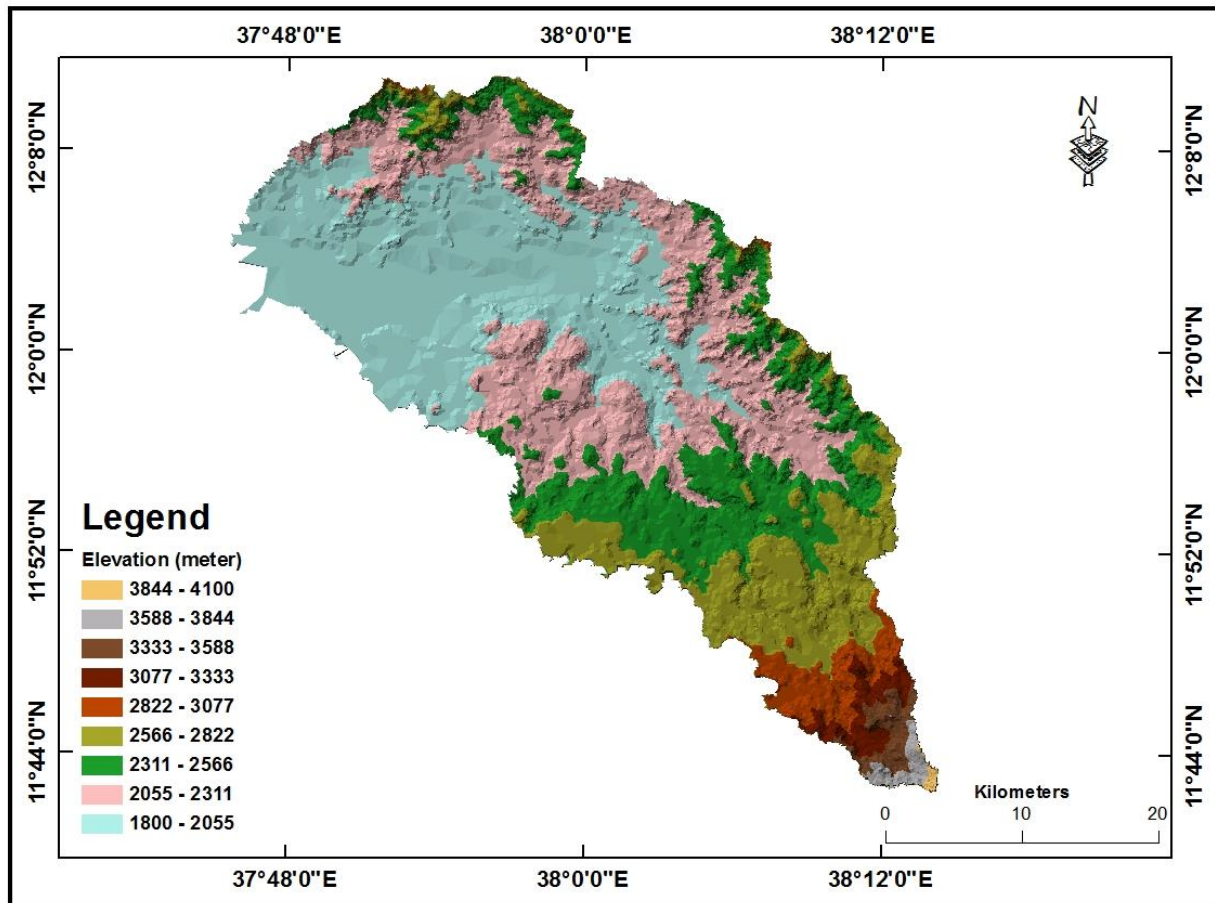 37°48'0"E 38°0'0"E 38°12'0"E
N
12°8'0"N 12°8'0"N
12°0'0"N 12°0'0"N
11°52'0"N 11°52'0"N
11°44'0"N 11°44'0"N
Legend
Elevation (meter)
3844 - 4100
3588 - 3844
3333 - 3588
3077 - 3333
2822 - 3077
2566 - 2822
2311 - 2566
2055 - 2311
1800 - 2055
Kilometers
0 10 20
37°48'0"E 38°0'0"E 38°12'0"E